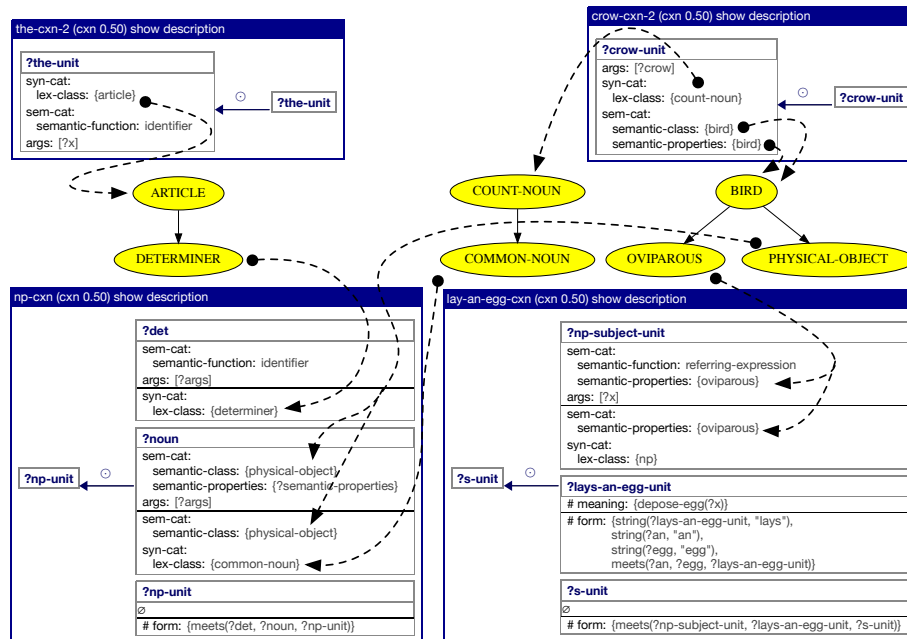 the-cxn-2 (cxn 0.50) show description
?the-unit
syn-cat:
lex-class: {article}
sem-cat:
semantic-function: identifier
args: [?x]
⊙
?the-unit
crow-cxn-2 (cxn 0.50) show description
?crow-unit
args: [?crow]
syn-cat:
lex-class: {count-noun}
sem-cat:
semantic-class: {bird}
semantic-properties: {bird}
⊙
?crow-unit
ARTICLE
COUNT-NOUN
BIRD
DETERMINER
COMMON-NOUN
OVIPAROUS
PHYSICAL-OBJECT
np-cxn (cxn 0.50) show description
?det
sem-cat:
semantic-function: identifier
args: [?args]
syn-cat:
lex-class: {determiner}
?noun
sem-cat:
semantic-class: {physical-object}
semantic-properties: {?semantic-properties}
args: [?args]
sem-cat:
semantic-class: {physical-object}
syn-cat:
lex-class: {common-noun}
?np-unit
⊙
?np-unit
∅
# form: {meets(?det, ?noun, ?np-unit)}
lay-an-egg-cxn (cxn 0.50) show description
?np-subject-unit
sem-cat:
semantic-function: referring-expression
semantic-properties: {oviparous}
args: [?x]
sem-cat:
semantic-properties: {oviparous}
syn-cat:
lex-class: {np}
?s-unit
⊙
?lays-an-egg-unit
# meaning: {depose-egg(?x)}
# form: {string(?lays-an-egg-unit, "lays"),
string(?an, "an"),
string(?egg, "egg"),
meets(?an, ?egg, ?lays-an-egg-unit)}
?s-unit
∅
# form: {meets(?np-subject-unit, ?lays-an-egg-unit, ?s-unit)}